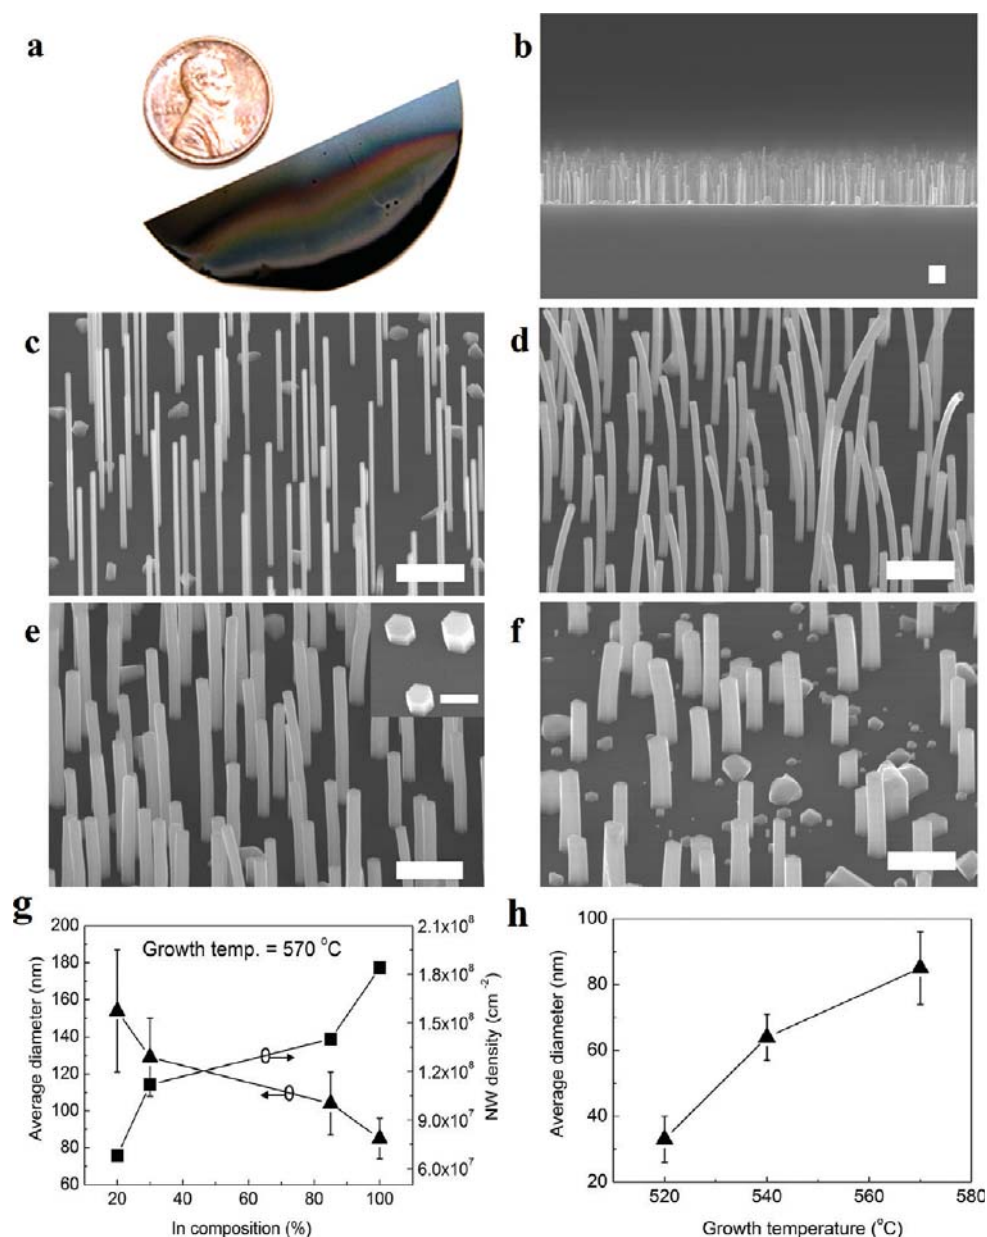 a
b
c
d
e
f
g
Growth temp. = 570 °C
200
180
160
140
120
100
80
60
Average diameter (nm)
2.1x10⁸
1.8x10⁸
1.5x10⁸
1.2x10⁸
9.0x10⁷
6.0x10⁷
NW density (cm⁻²)
20 40 60 80 100
In composition (%)
h
100
80
60
40
20
Average diameter (nm)
520 540 560 580
Growth temperature (°C)